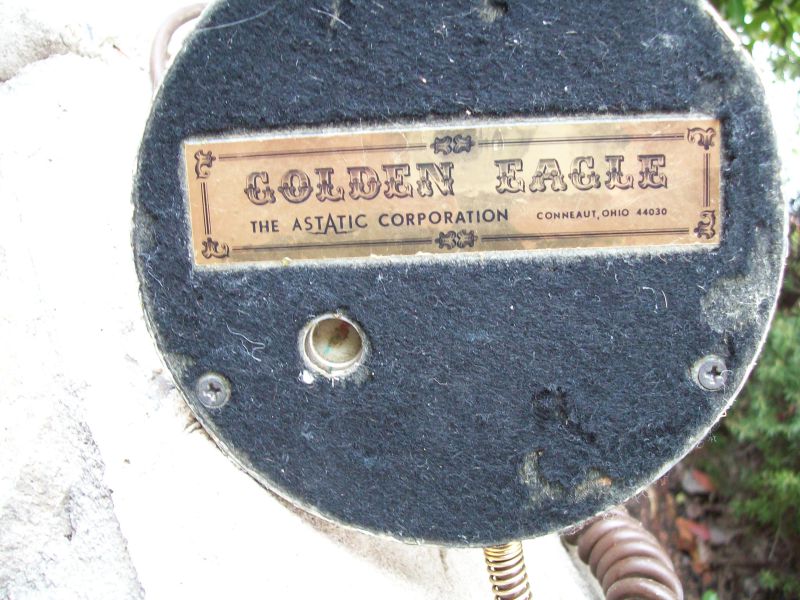 GOLDEN EAGLE
THE ASTATIC CORPORATION CONNEAUT, OHIO 44030